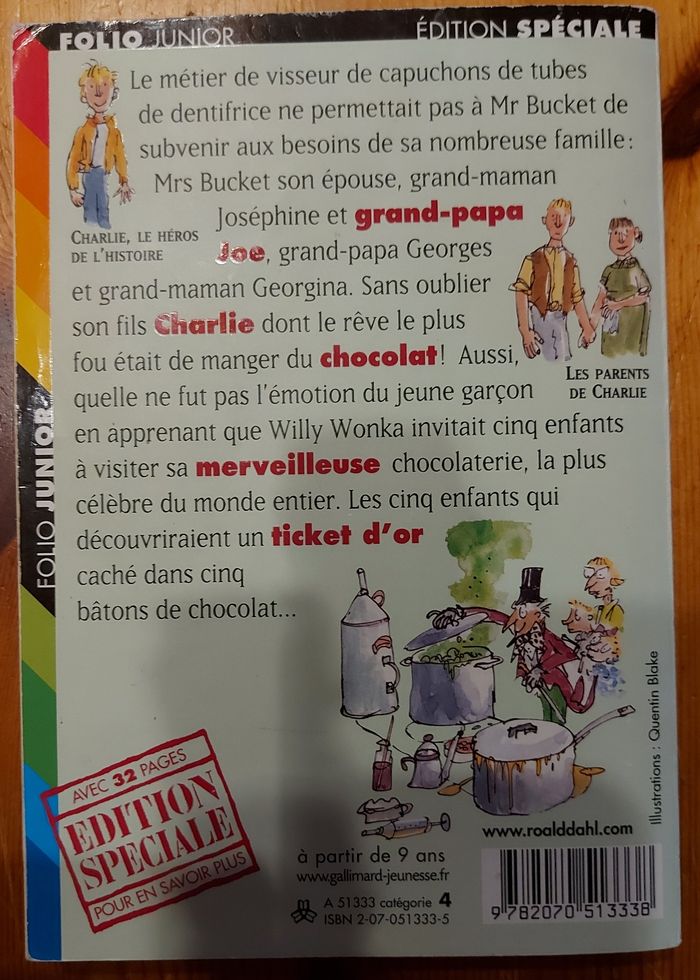 FOLIO JUNIOR
ÉDITION SPÉCIALE
Le métier de visseur de capuchons de tubes
de dentifrice ne permettait pas à Mr Bucket de
subvenir aux besoins de sa nombreuse famille :
Mrs Bucket son épouse, grand-maman
Joséphine et grand-papa
Joe, grand-papa Georges
et grand-maman Georgina. Sans oublier
son fils Charlie dont le rêve le plus
fou était de manger du chocolat! Aussi,
quelle ne fut pas l'émotion du jeune garçon
en apprenant que Willy Wonka invitait cinq enfants
à visiter sa merveilleuse chocolaterie, la plus
célèbre du monde entier. Les cinq enfants qui
découvriraient un ticket d'or
caché dans cinq
bâtons de chocolat...
CHARLIE, LE HÉROS
DE L'HISTOIRE
LES PARENTS
DE CHARLIE
FOLIO JUNIOR
Illustrations : Quentin Blake
AVEC 32 PAGES
EDITION
SPECIALE
POUR EN SAVOIR PLUS
www.roalddahl.com
à partir de 9 ans
www.gallimard-jeunesse.fr
A 51333 catégorie 4
ISBN 2-07-051333-5
9 782070 513338